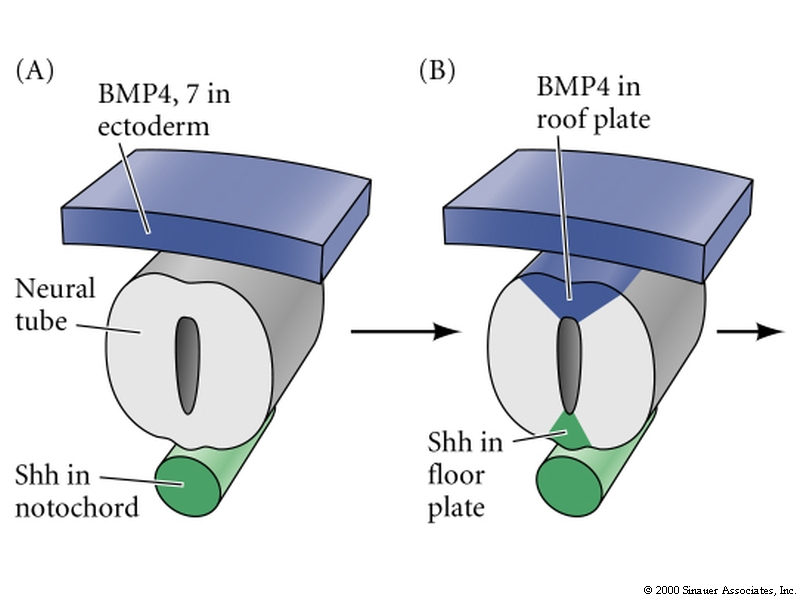 (A)
BMP4, 7 in
ectoderm
Neural
tube
Shh in
notochord
(B)
BMP4 in
roof plate
Shh in
floor
plate
© 2000 Sinauer Associates, Inc.